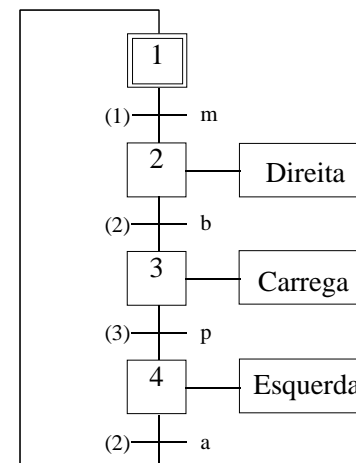 1
(1) m
2 Direita
(2) b
3 Carrega
(3) p
4 Esquerda
(2) a